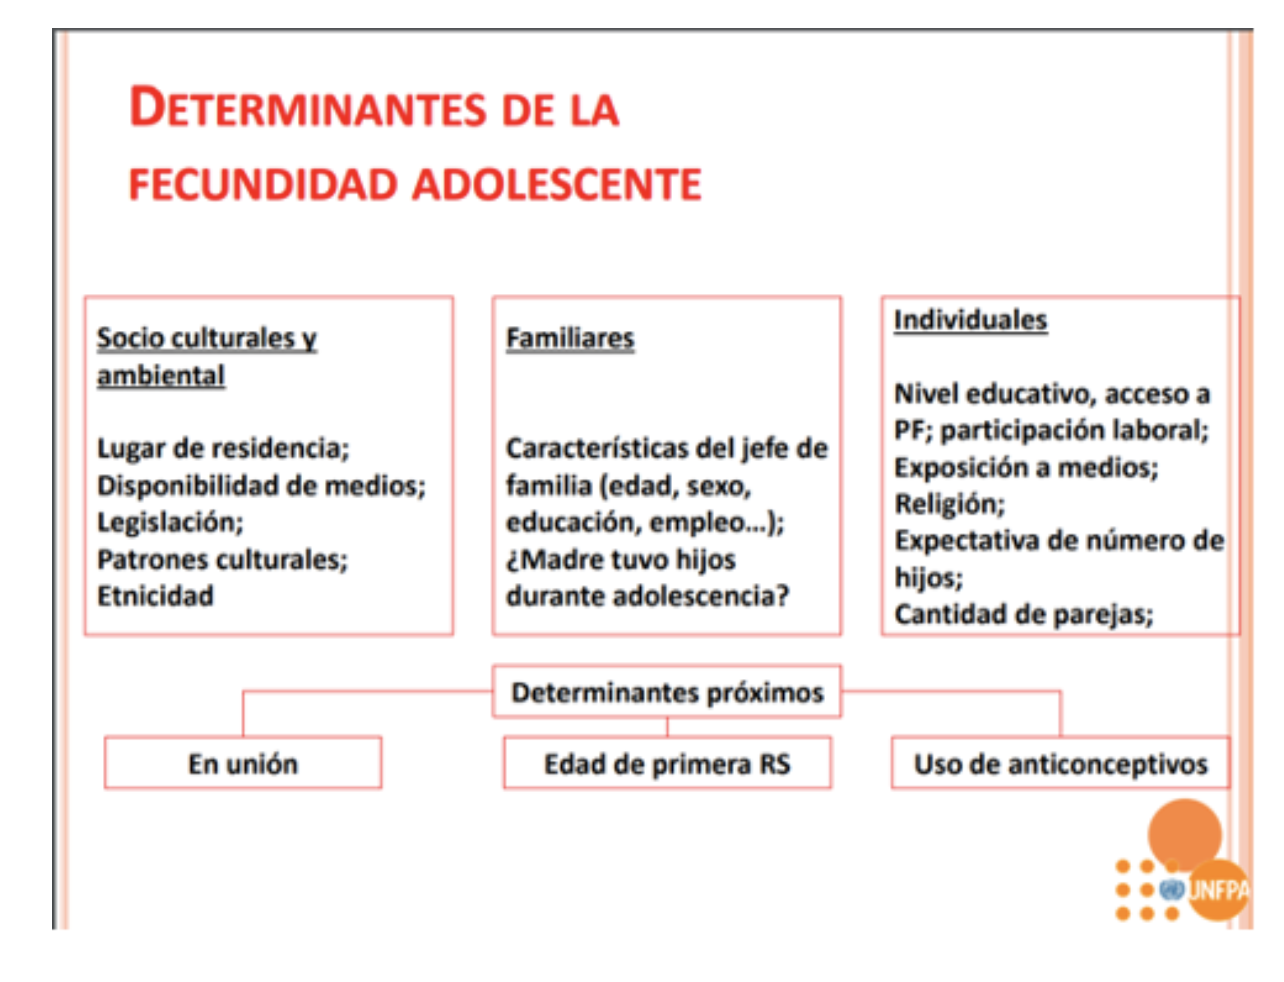 DETERMINANTES DE LA
FECUNDIDAD ADOLESCENTE
Socio culturales y
ambiental
Lugar de residencia;
Disponibilidad de medios;
Legislación;
Patrones culturales;
Etnicidad
Familiares
Características del jefe de
familia (edad, sexo,
educación, empleo...);
¿Madre tuvo hijos
durante adolescencia?
Individuales
Nivel educativo, acceso a
PF; participación laboral;
Exposición a medios;
Religión;
Expectativa de número de
hijos;
Cantidad de parejas;
Determinantes próximos
En unión
Edad de primera RS
Uso de anticonceptivos
UNFPA